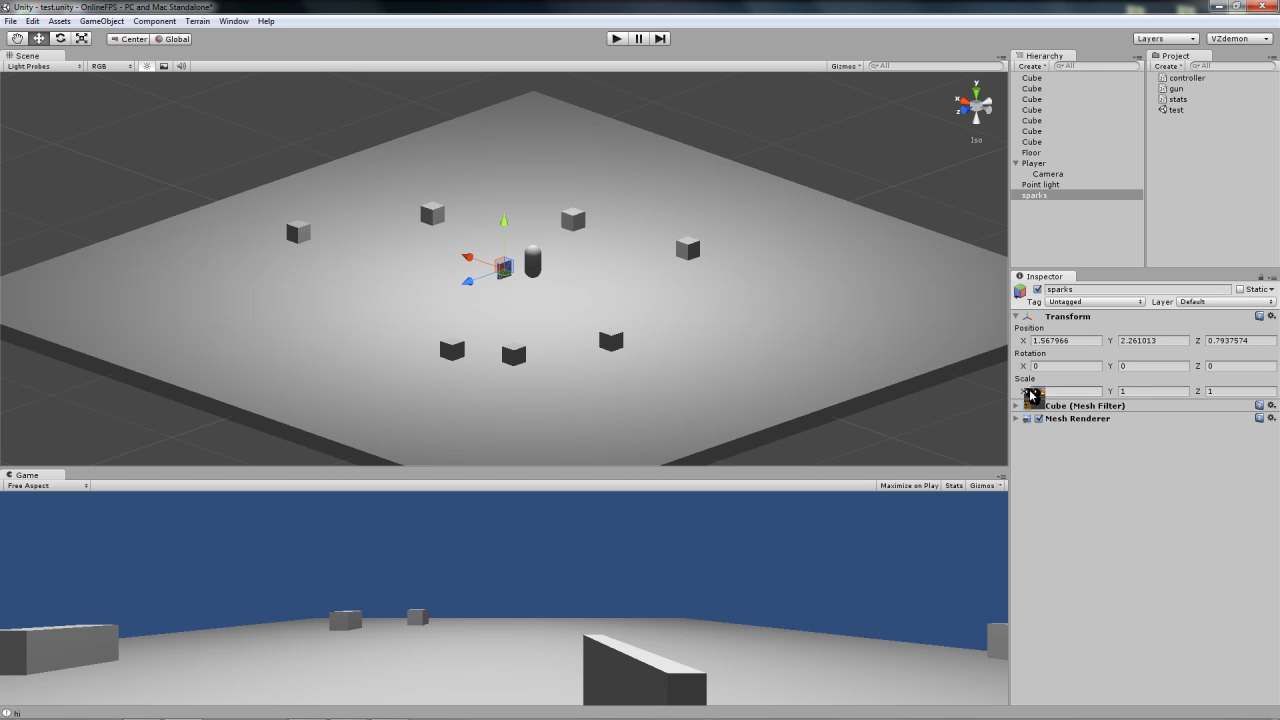 Unity - test.unity - OnlineFPS - PC and Mac Standalone*
File Edit Assets GameObject Component Terrain Window Help
Center Global Layers VZdemon
Scene
Light Probes RGB Gizmos All
y
x
z
Iso
Hierarchy
Create All
Cube
Cube
Cube
Cube
Cube
Cube
Cube
Floor
Player
Camera
Point light
sparks
Project
Create All
controller
gun
stats
test
Inspector
sparks Static
Tag Untagged Layer Default
Transform
Position
X 1.567966 Y 2.261013 Z 0.7937574
Rotation
X 0 Y 0 Z 0
Scale
Y 1 Z 1
Cube (Mesh Filter)
Mesh Renderer
Game
Free Aspect Maximize on Play Stats Gizmos
hi